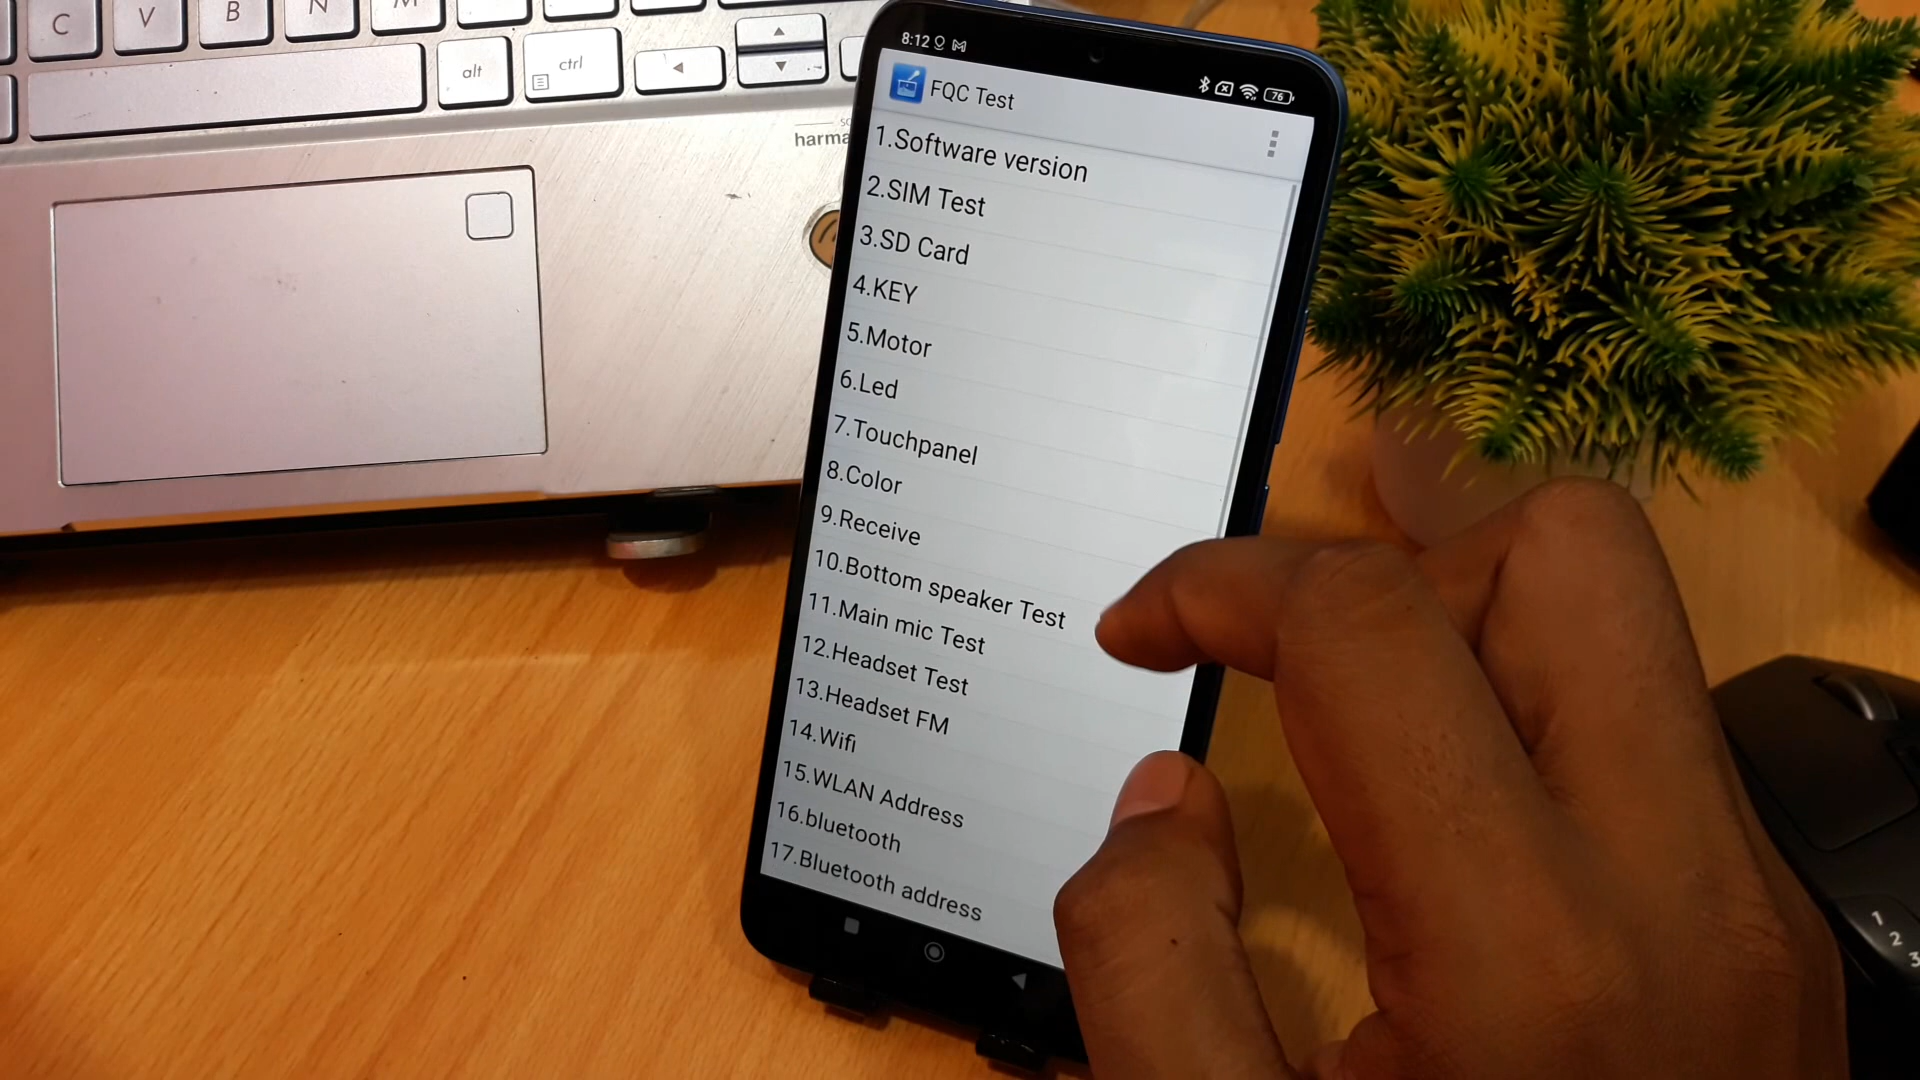 C V B N M
alt ctrl
harma
8:12
76
FQC Test
1.Software version
2.SIM Test
3.SD Card
4.KEY
5.Motor
6.Led
7.Touchpanel
8.Color
9.Receive
10.Bottom speaker Test
11.Main mic Test
12.Headset Test
13.Headset FM
14.Wifi
15.WLAN Address
16.bluetooth
17.Bluetooth address
1
2
3